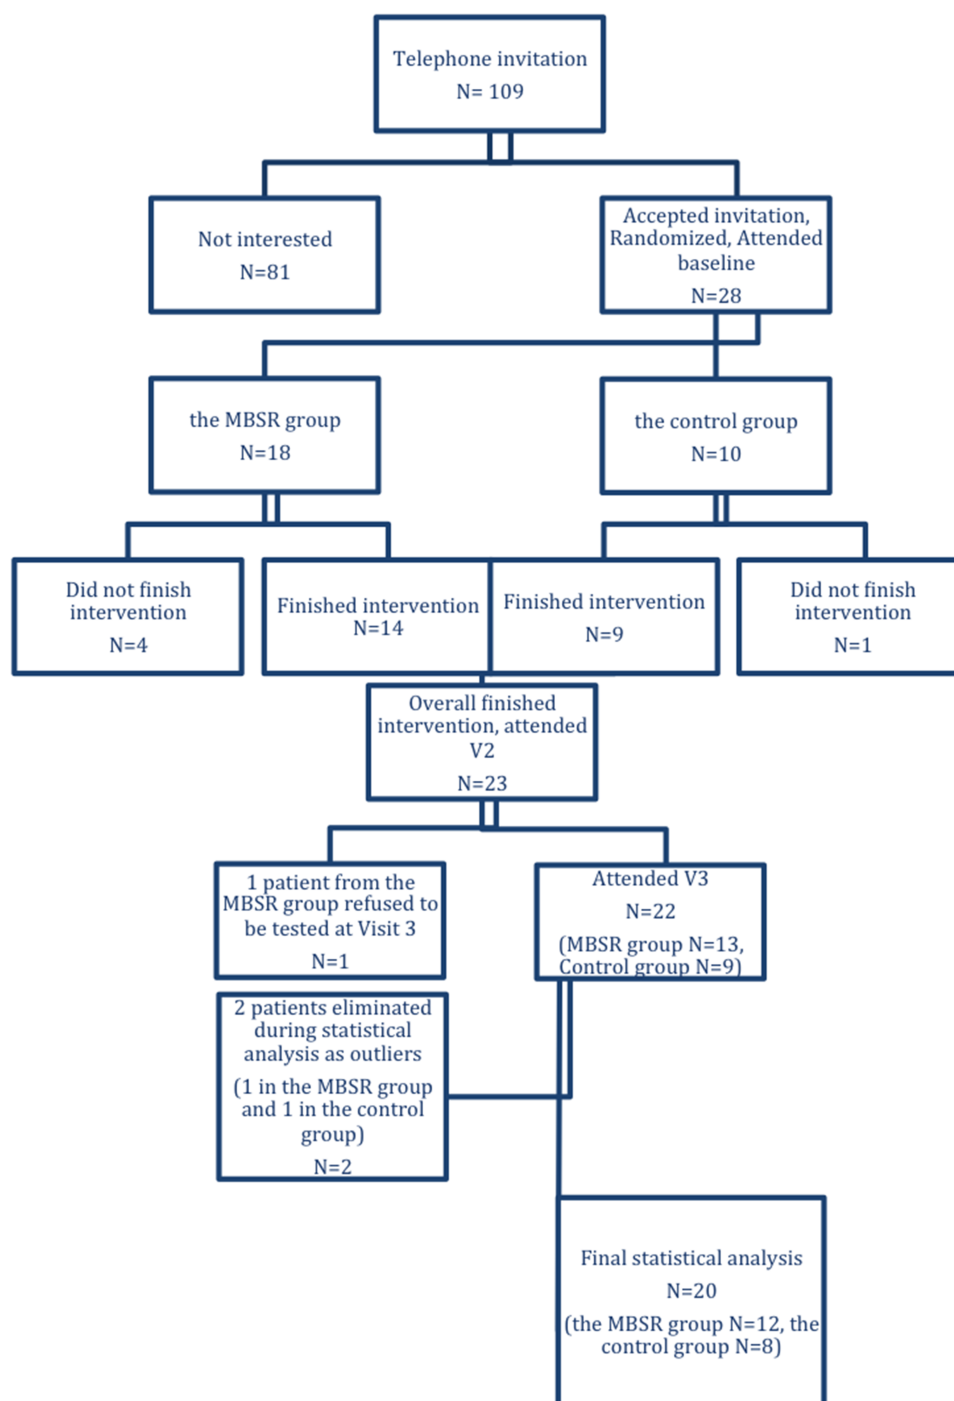 Telephone invitation
N= 109
Not interested
N=81
Accepted invitation,
Randomized, Attended
baseline
N=28
the MBSR group
N=18
the control group
N=10
Did not finish
intervention
N=4
Finished intervention
N=14
Finished intervention
N=9
Did not finish
intervention
N=1
Overall finished
intervention, attended
V2
N=23
1 patient from the
MBSR group refused to
be tested at Visit 3
N=1
Attended V3
N=22
(MBSR group N=13,
Control group N=9)
2 patients eliminated
during statistical
analysis as outliers
(1 in the MBSR group
and 1 in the control
group)
N=2
Final statistical analysis
N=20
(the MBSR group N=12, the
control group N=8)